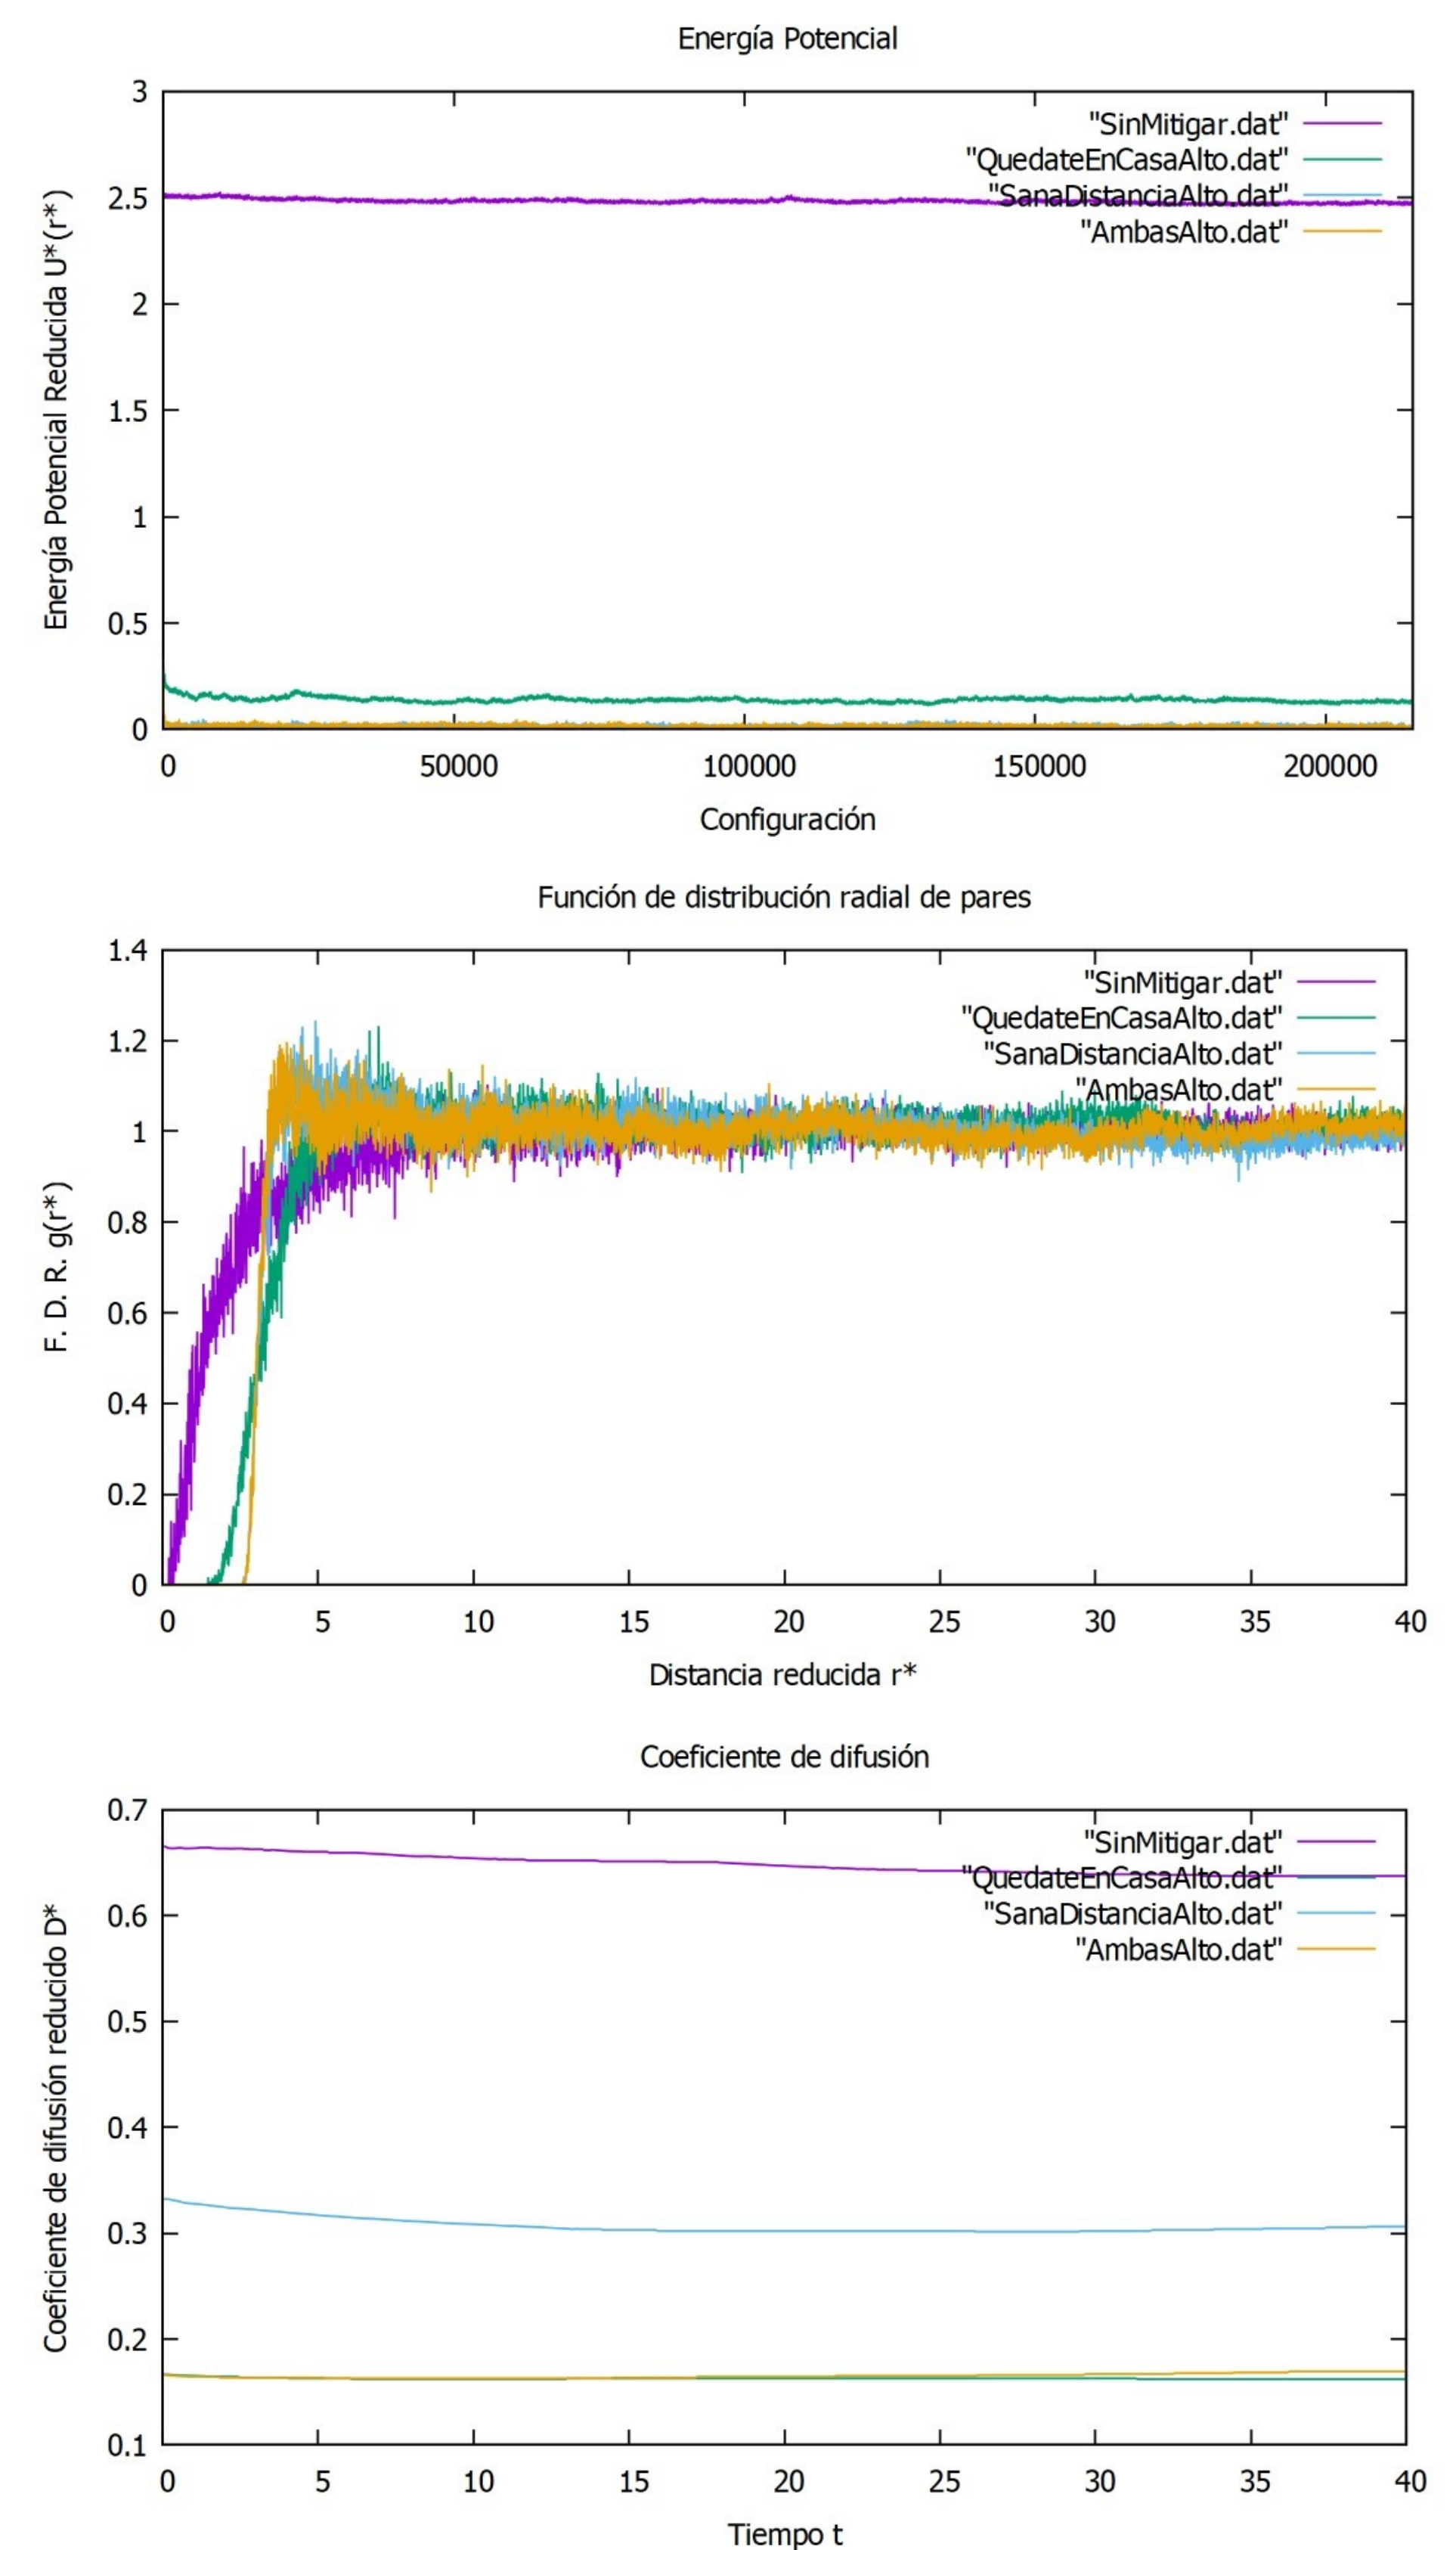 Energía Potencial
3
2.5
2
1.5
1
0.5
0
Energía Potencial Reducida U*(r*)
"SinMitigar.dat"
"QuedateEnCasaAlto.dat"
"SanaDistanciaAlto.dat"
"AmbasAlto.dat"
0 50000 100000 150000 200000
Configuración
Función de distribución radial de pares
1.4
1.2
1
0.8
0.6
0.4
0.2
0
F. D. R. g(r*)
"SinMitigar.dat"
"QuedateEnCasaAlto.dat"
"SanaDistanciaAlto.dat"
"AmbasAlto.dat"
0 5 10 15 20 25 30 35 40
Distancia reducida r*
Coeficiente de difusión
0.7
0.6
0.5
0.4
0.3
0.2
0.1
Coeficiente de difusión reducido D*
"SinMitigar.dat"
"QuedateEnCasaAlto.dat"
"SanaDistanciaAlto.dat"
"AmbasAlto.dat"
0 5 10 15 20 25 30 35 40
Tiempo t